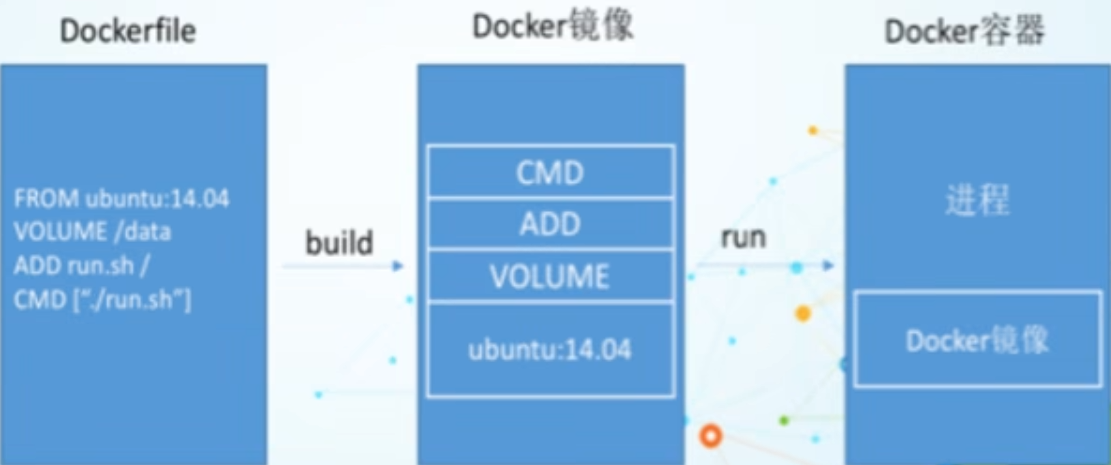 Dockerfile
FROM ubuntu:14.04
VOLUME /data
ADD run.sh /
CMD [“./run.sh”]
build
Docker镜像
CMD
ADD
VOLUME
ubuntu:14.04
run
Docker容器
进程
Docker镜像